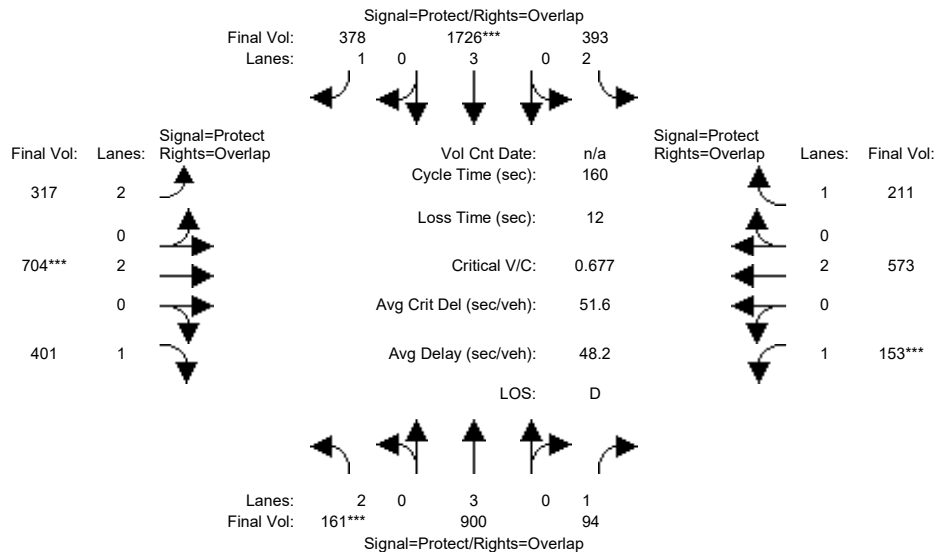 Signal=Protect/Rights=Overlap
Final Vol: 378 1726*** 393
Lanes: 1 0 3 0 2
Signal=Protect Signal=Protect
Final Vol: Lanes: Rights=Overlap Vol Cnt Date: n/a Rights=Overlap Lanes: Final Vol:
Cycle Time (sec): 160
317 2 1 211
Loss Time (sec): 12
0 0
704*** 2 Critical V/C: 0.677 2 573
0 Avg Crit Del (sec/veh): 51.6 0
401 1 Avg Delay (sec/veh): 48.2 1 153***
LOS: D
Lanes: 2 0 3 0 1
Final Vol: 161*** 900 94
Signal=Protect/Rights=Overlap